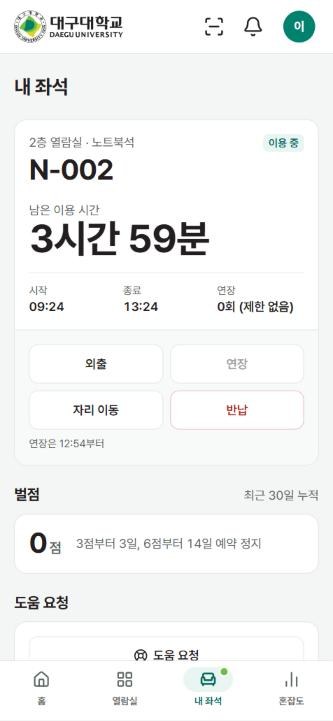 대구대학교
DAEGU UNIVERSITY
이
내 좌석
2층 열람실 · 노트북석
이용 중
N-002
남은 이용 시간
3시간 59분
시작
종료
연장
09:24
13:24
0회 (제한 없음)
외출
연장
자리 이동
반납
연장은 12:54부터
벌점
최근 30일 누적
0점
3점부터 3일, 6점부터 14일 예약 정지
도움 요청
도움 요청
홈
열람실
내 좌석
혼잡도